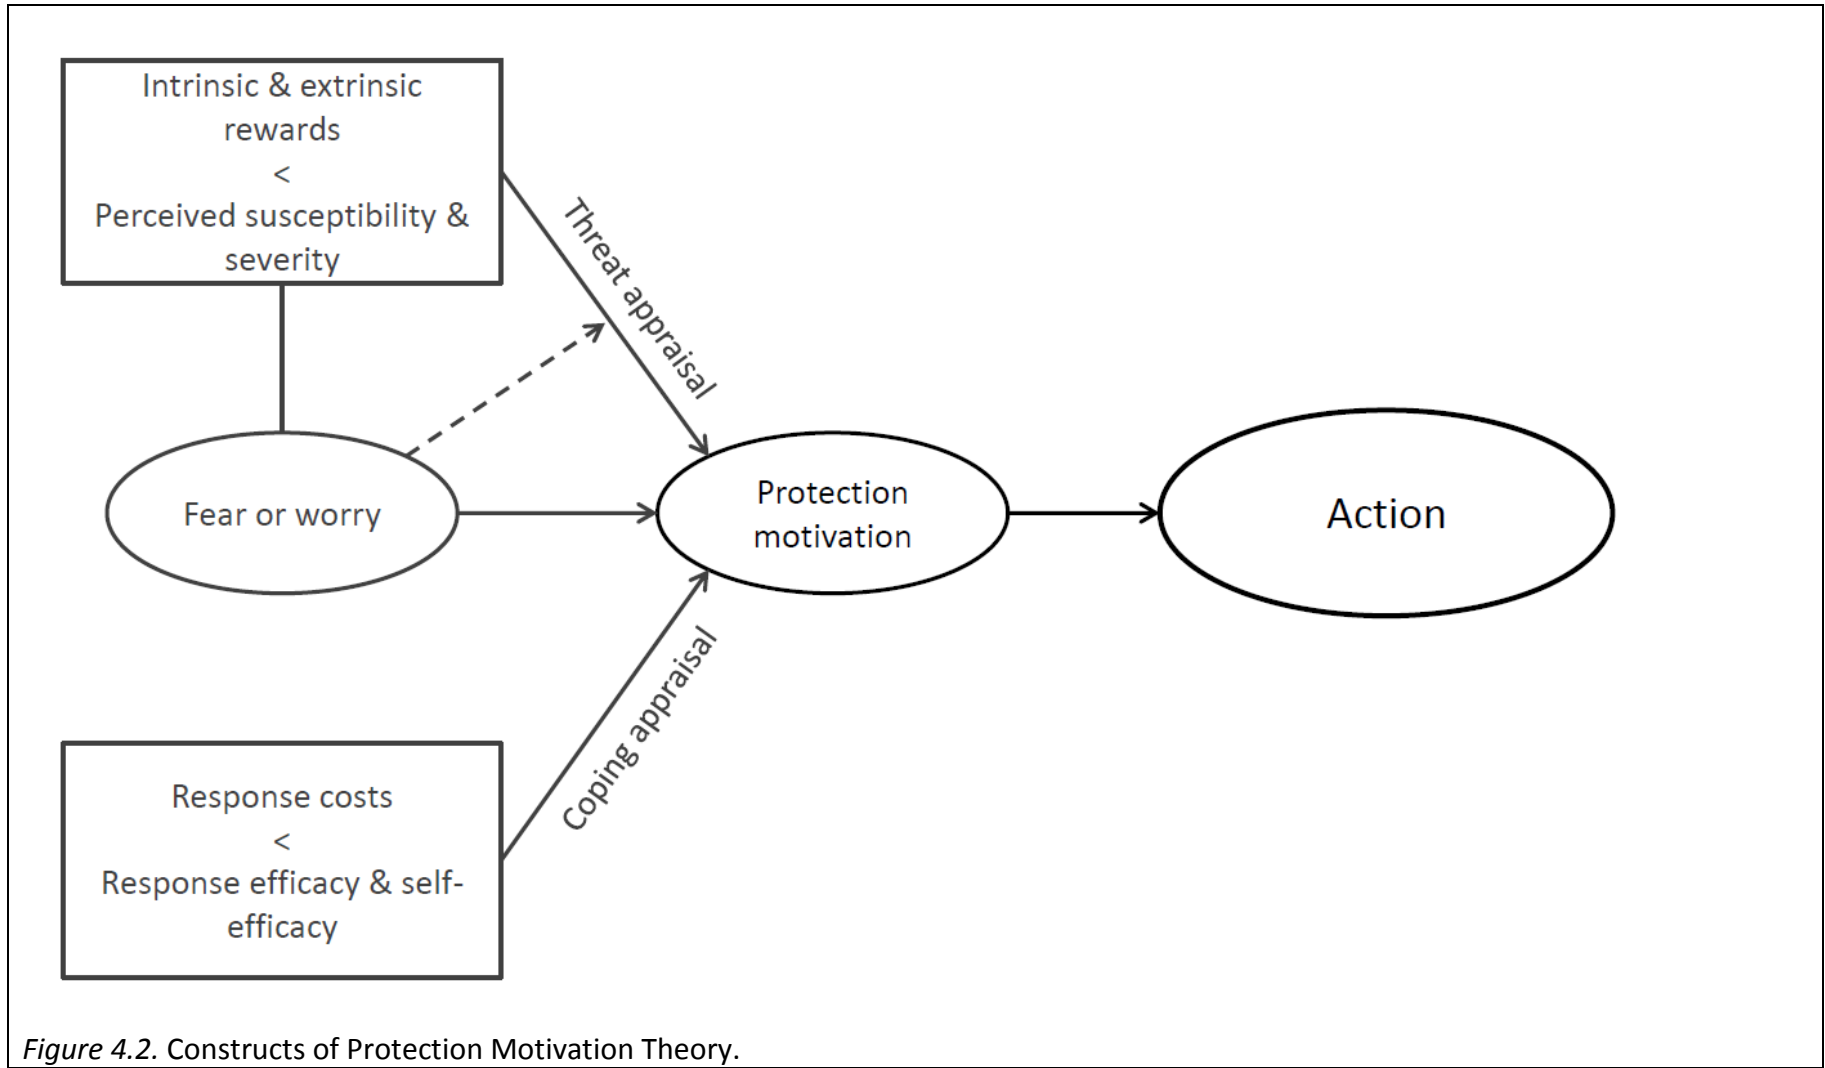 Intrinsic & extrinsic
rewards
<
Perceived susceptibility &
severity
Threat appraisal
Fear or worry
Protection
motivation
Action
Coping appraisal
Response costs
<
Response efficacy & self-
efficacy
Figure 4.2. Constructs of Protection Motivation Theory.